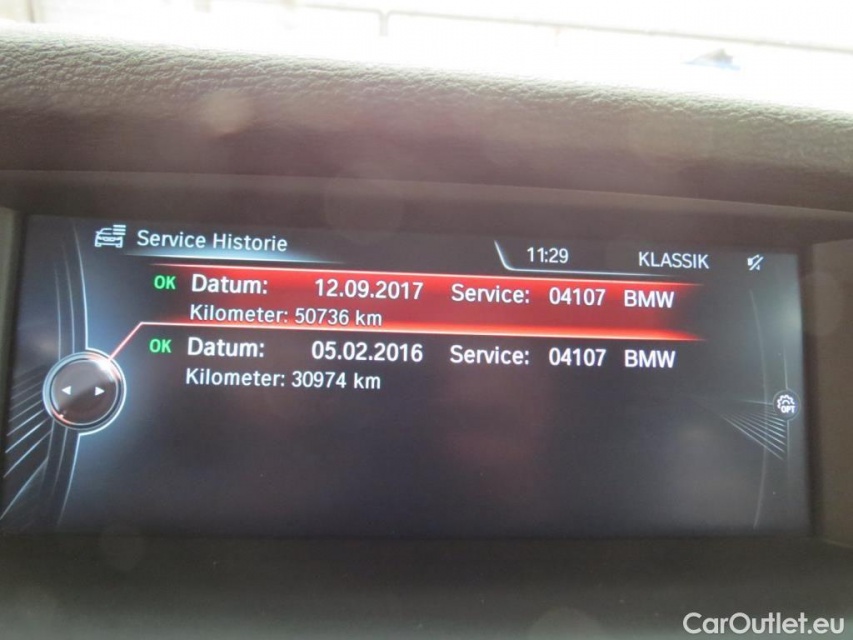 Service Historie 11:29 KLASSIK
OK Datum: 12.09.2017 Service: 04107 BMW
Kilometer: 50736 km
OK Datum: 05.02.2016 Service: 04107 BMW
Kilometer: 30974 km
OPT
CarOutlet.eu